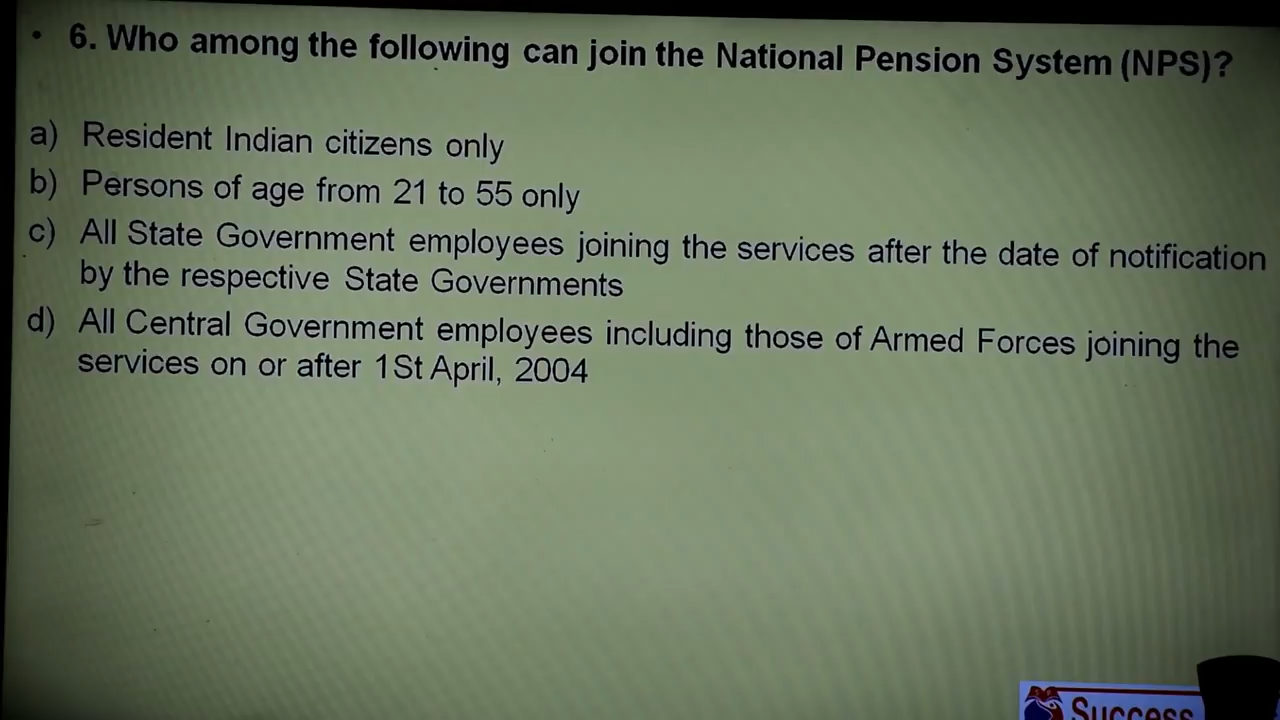 • 6. Who among the following can join the National Pension System (NPS)?
a) Resident Indian citizens only
b) Persons of age from 21 to 55 only
c) All State Government employees joining the services after the date of notification
by the respective State Governments
d) All Central Government employees including those of Armed Forces joining the
services on or after 1St April, 2004
Success